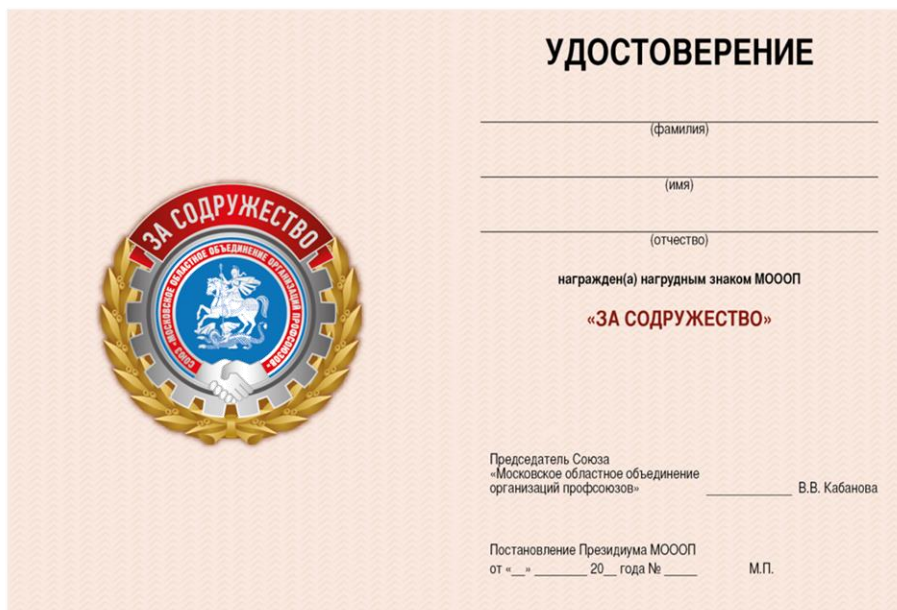 ЗА СОДРУЖЕСТВО
СОЮЗ «МОСКОВСКОЕ ОБЛАСТНОЕ ОБЪЕДИНЕНИЕ ОРГАНИЗАЦИЙ ПРОФСОЮЗОВ»
УДОСТОВЕРЕНИЕ
(фамилия)
(имя)
(отчество)
награжден(а) нагрудным знаком МОООП
«ЗА СОДРУЖЕСТВО»
Председатель Союза
«Московское областное объединение
организаций профсоюзов» ____________ В.В. Кабанова
Постановление Президиума МОООП
от «__» ________ 20__ года № _____ М.П.